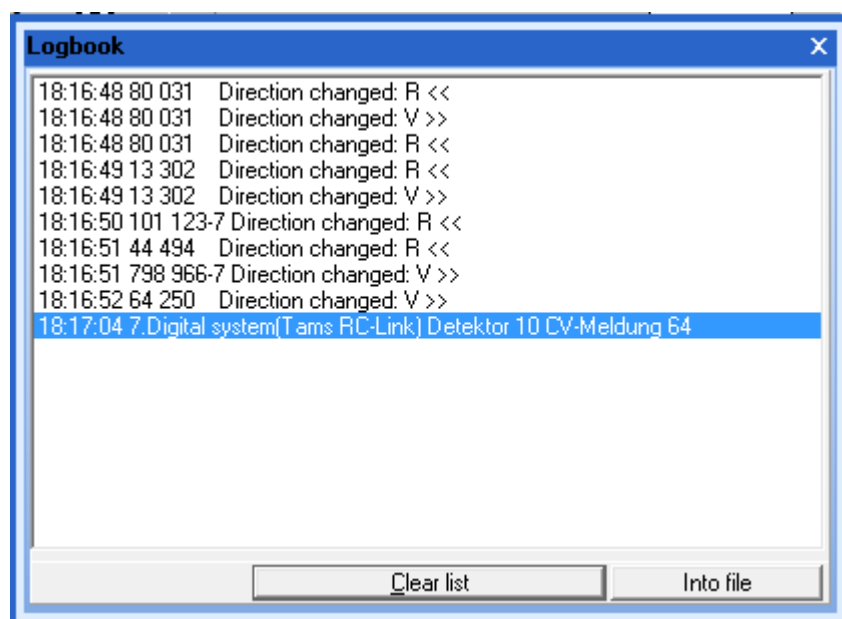 Logbook
18:16:48 80 031 Direction changed: R <<
18:16:48 80 031 Direction changed: V >>
18:16:48 80 031 Direction changed: R <<
18:16:49 13 302 Direction changed: R <<
18:16:49 13 302 Direction changed: V >>
18:16:50 101 123-7 Direction changed: R <<
18:16:51 44 494 Direction changed: R <<
18:16:51 798 966-7 Direction changed: V >>
18:16:52 64 250 Direction changed: V >>
18:17:04 7.Digital system(Tams RC-Link) Detektor 10 CV-Meldung 64
Clear list
Into file